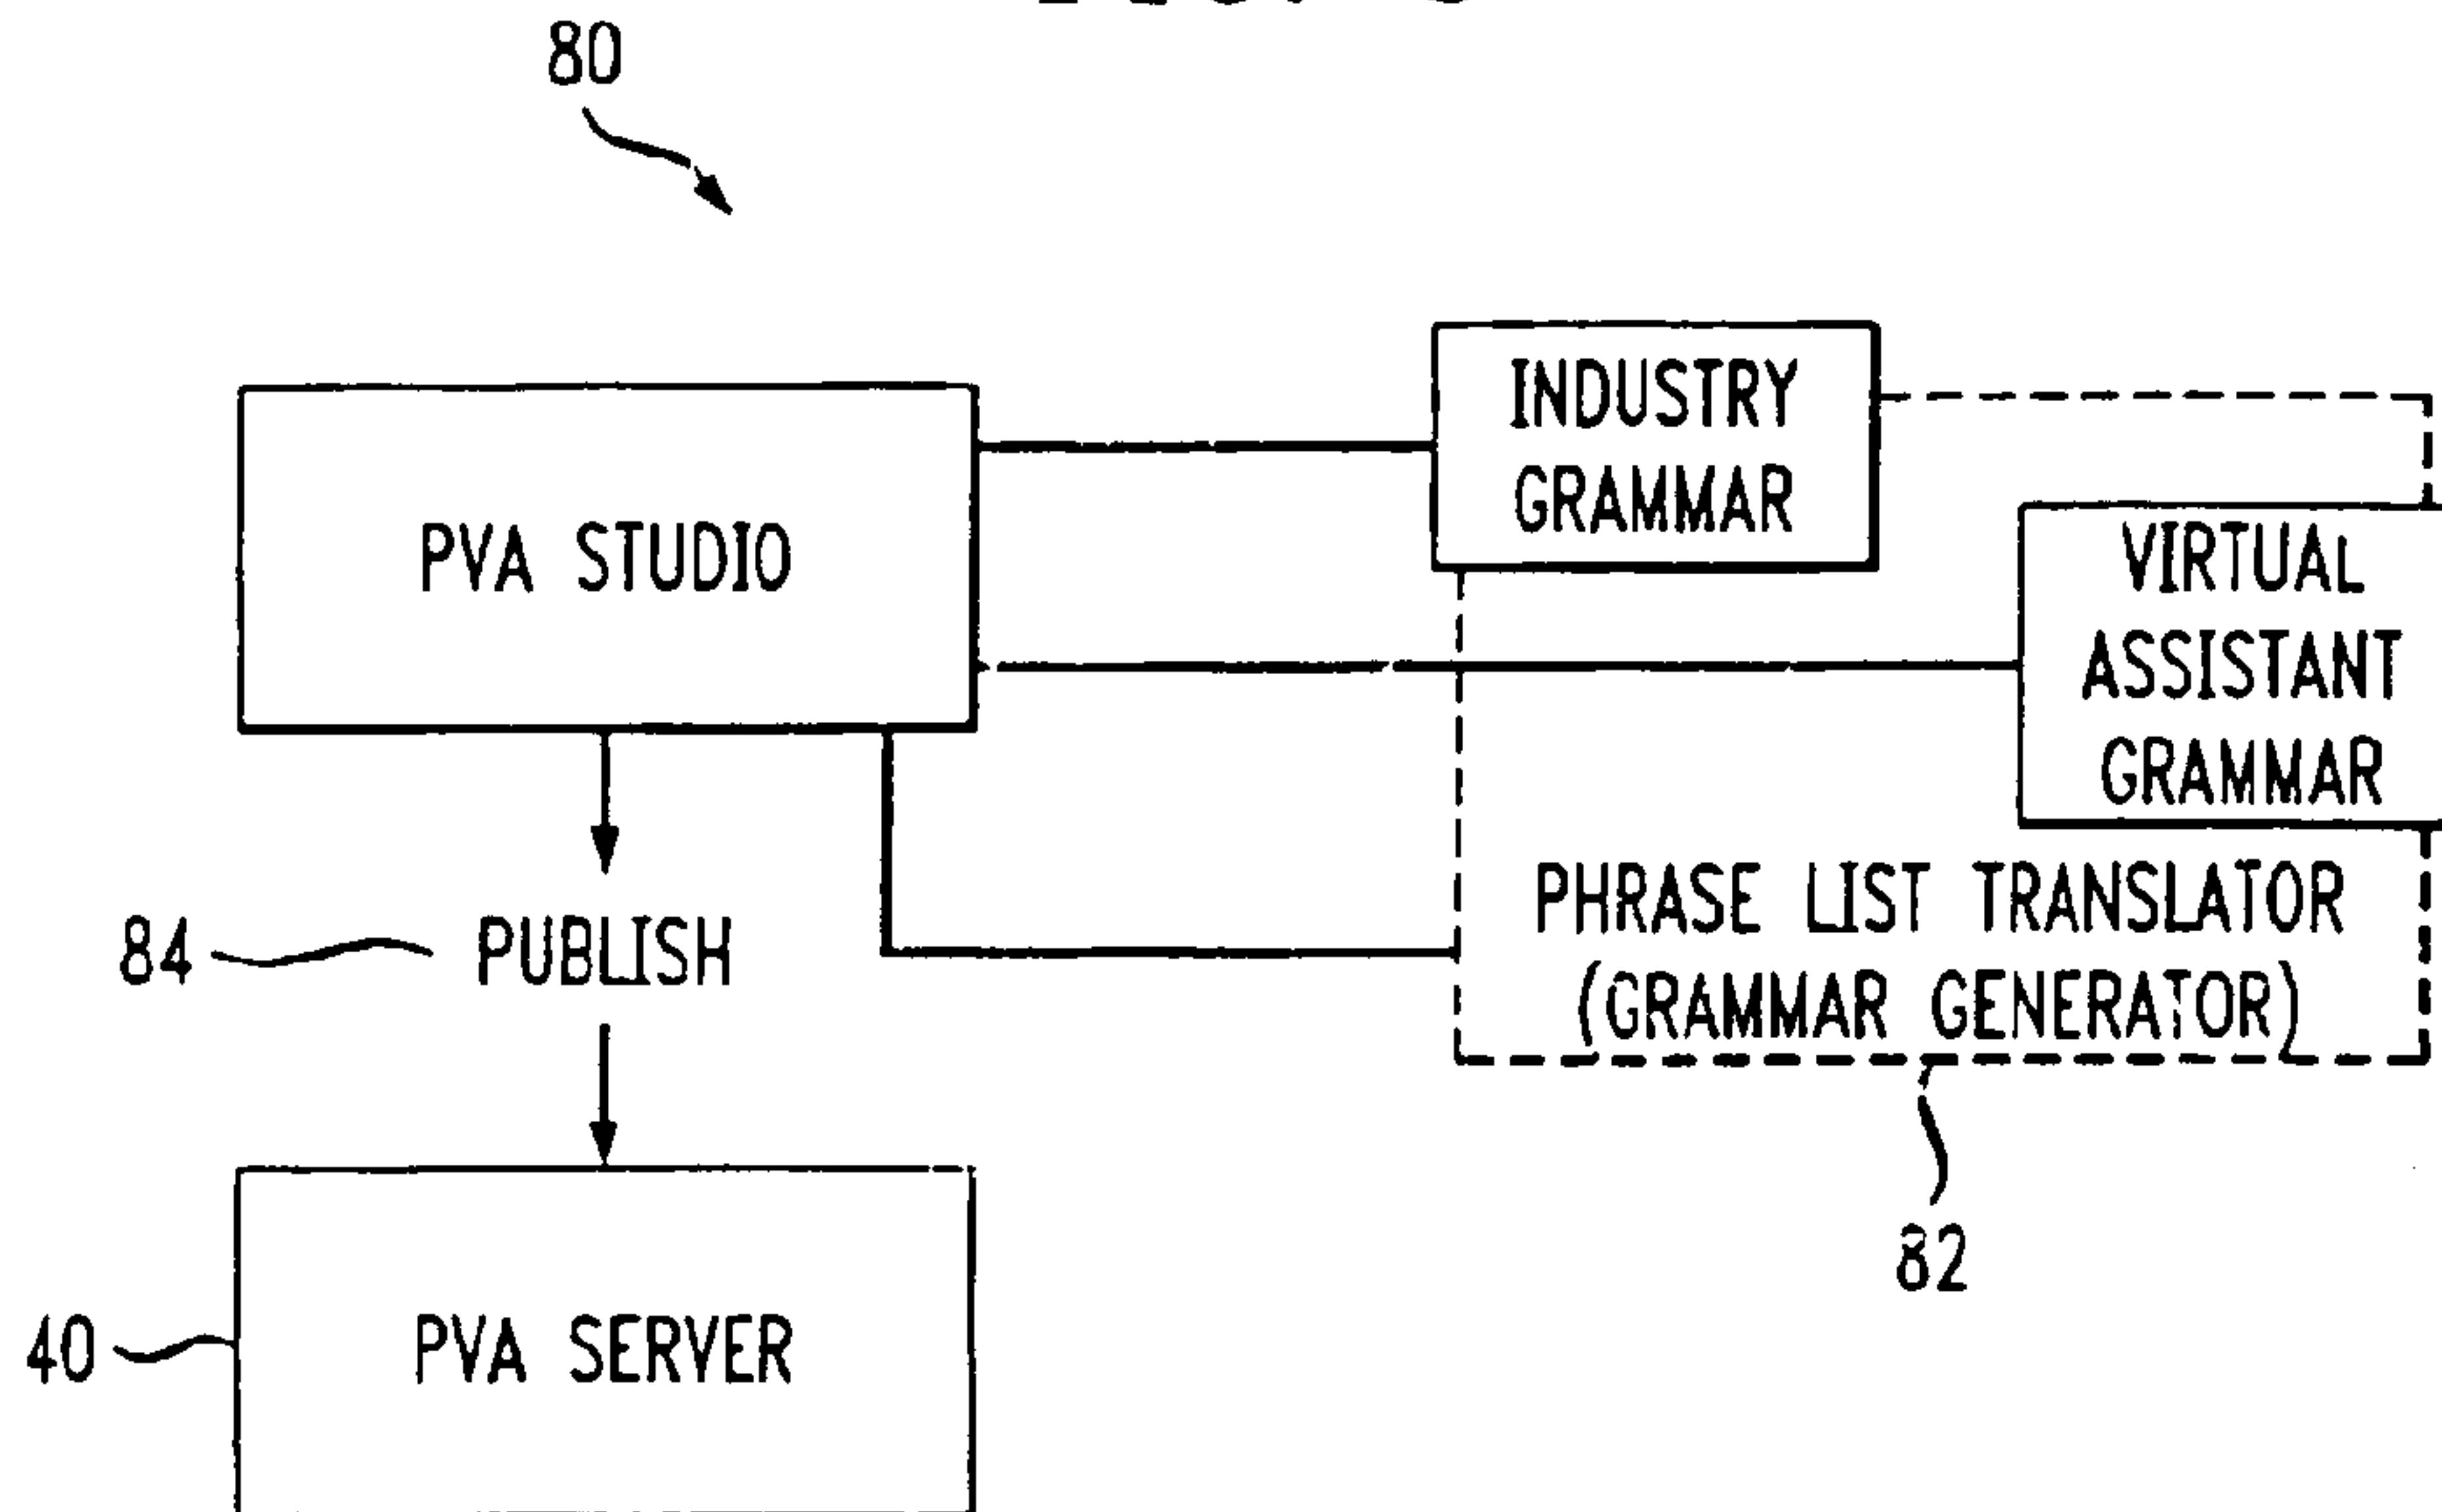 80
INDUSTRY
GRAMMAR
PVA STUDIO
VIRTUAL
ASSISTANT
GRAMMAR
PHRASE LIST TRANSLATOR
(GRAMMAR GENERATOR)
84
PUBLISH
82
40
PVA SERVER